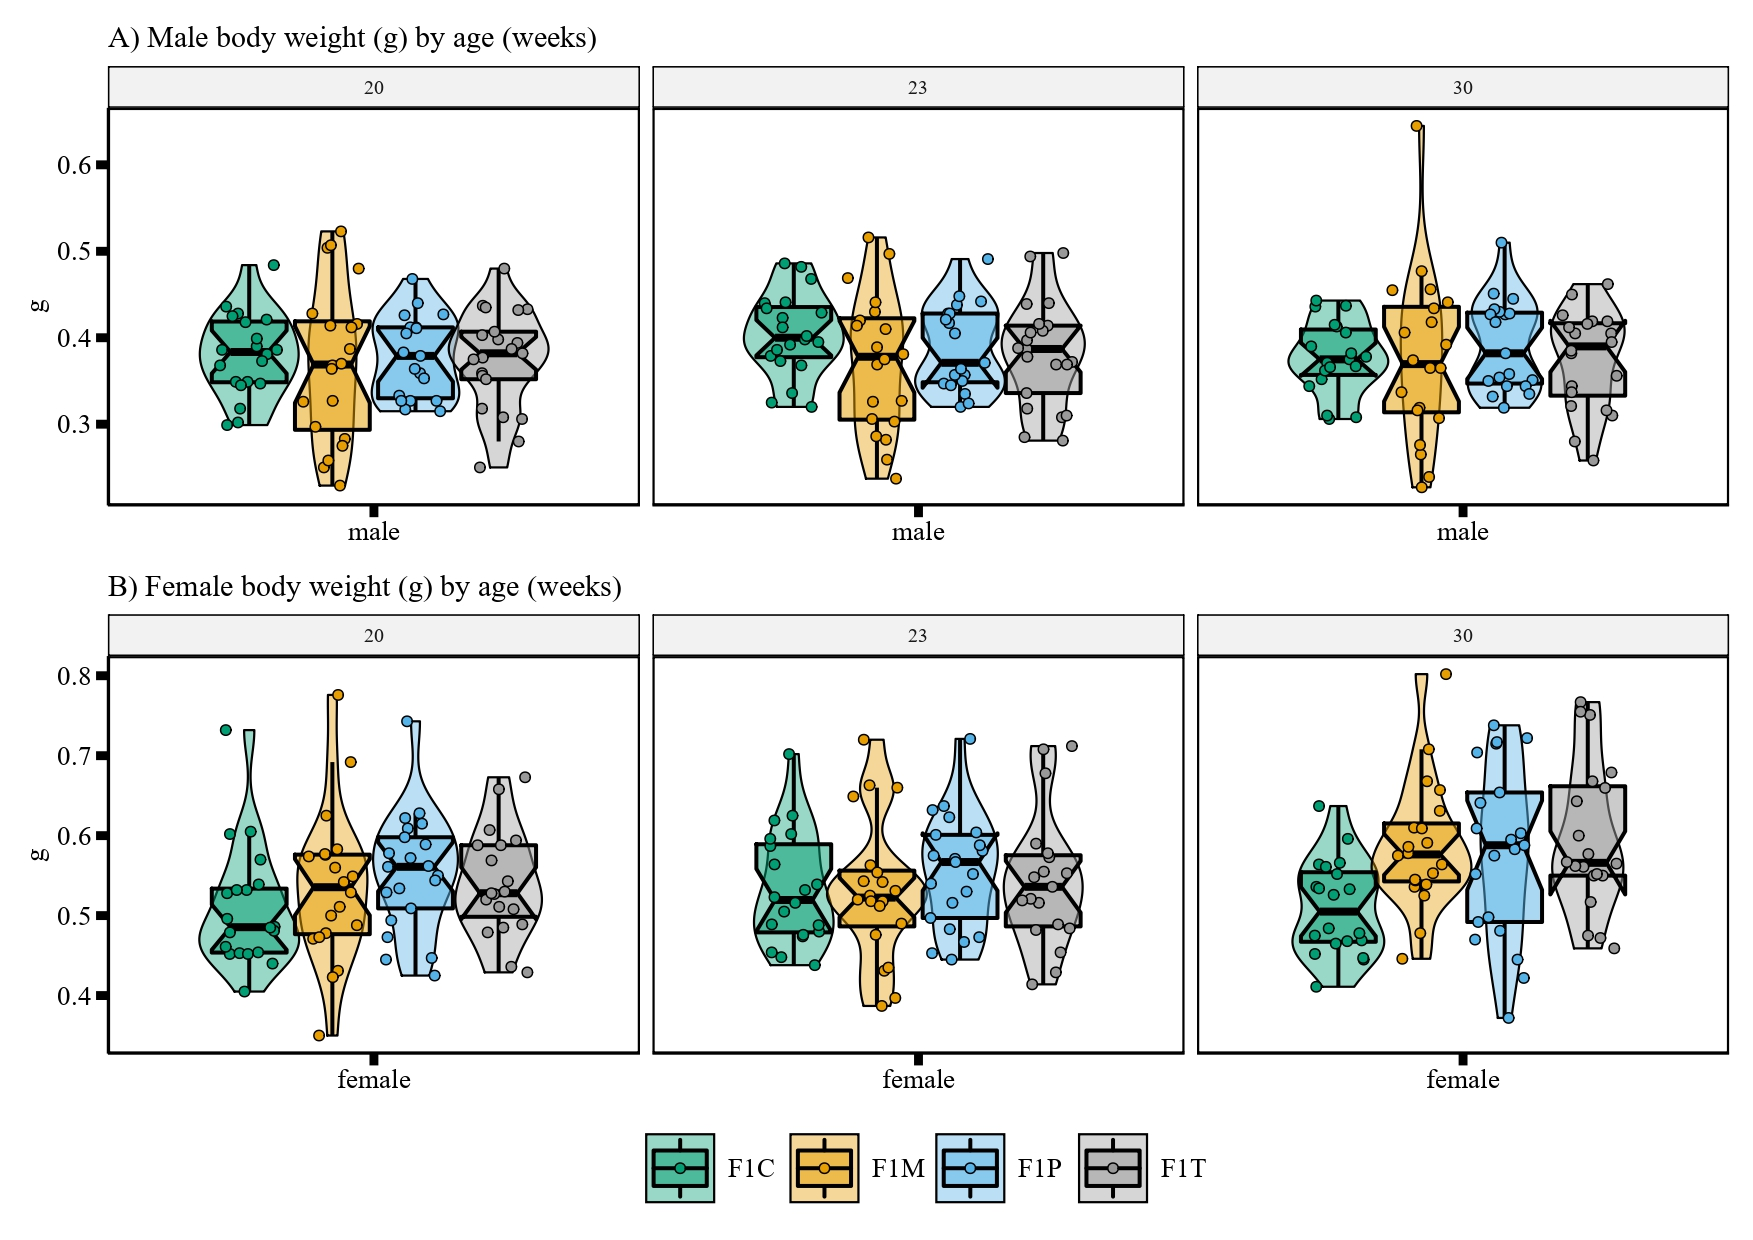 A) Male body weight (g) by age (weeks)
20 23 30
0.6
0.5
0.4
0.3
g
male male male
B) Female body weight (g) by age (weeks)
20 23 30
0.8
0.7
0.6
0.5
0.4
g
female female female
F1C F1M F1P F1T